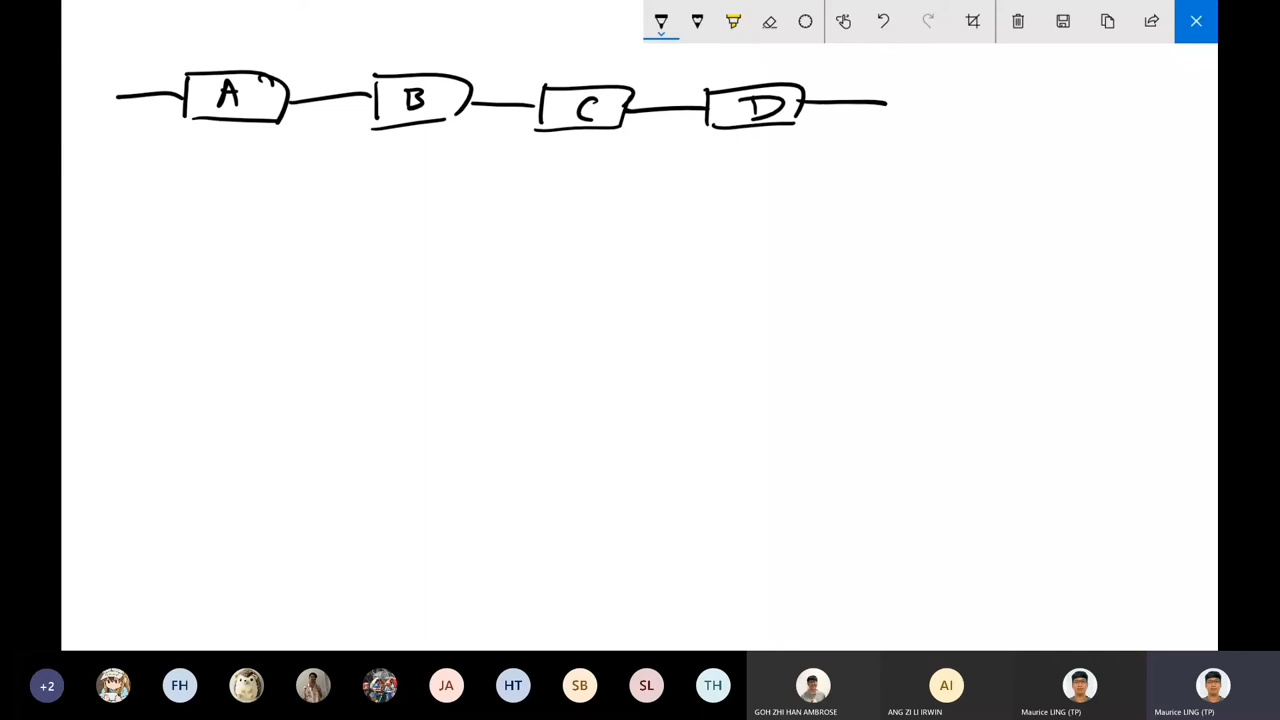 A B C D
+2 FH JA HT SB SL TH AI
GOH ZHI HAN AMBROSE ANG ZI LI IRWIN Maurice LING (TP) Maurice LING (TP)